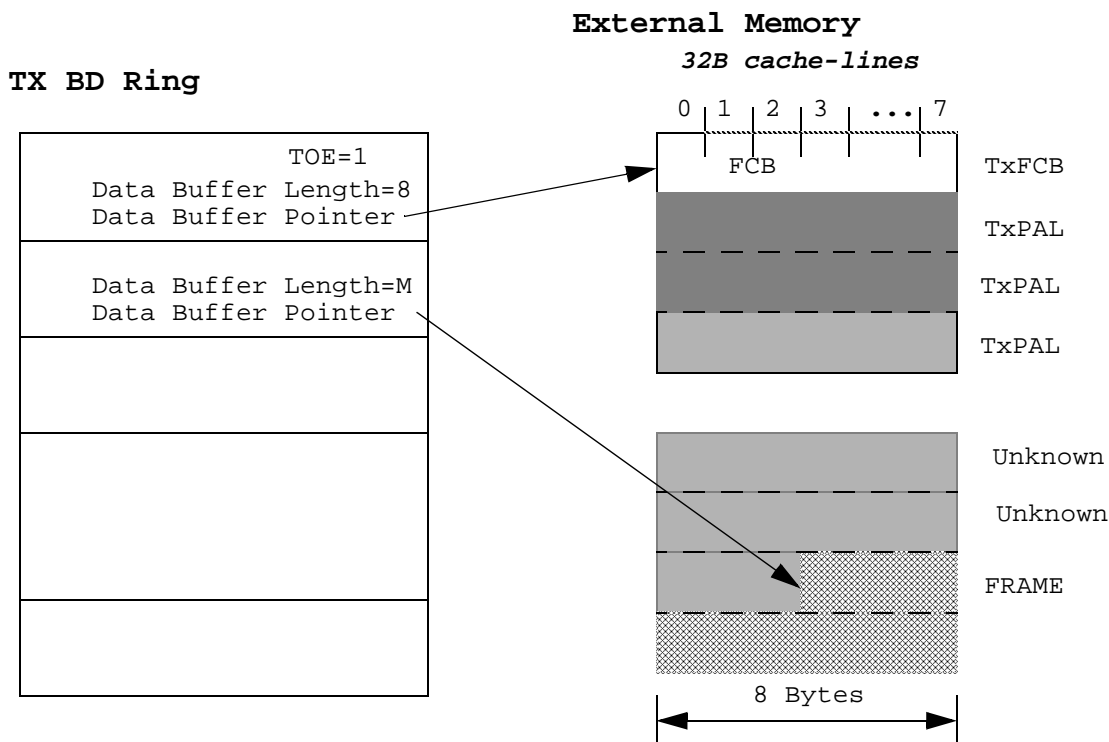 External Memory
32B cache-lines
TX BD Ring
0 1 2 3 ... 7
TOE=1
Data Buffer Length=8
Data Buffer Pointer
FCB
TxFCB
TxPAL
Data Buffer Length=M
Data Buffer Pointer
TxPAL
TxPAL
Unknown
Unknown
FRAME
8 Bytes